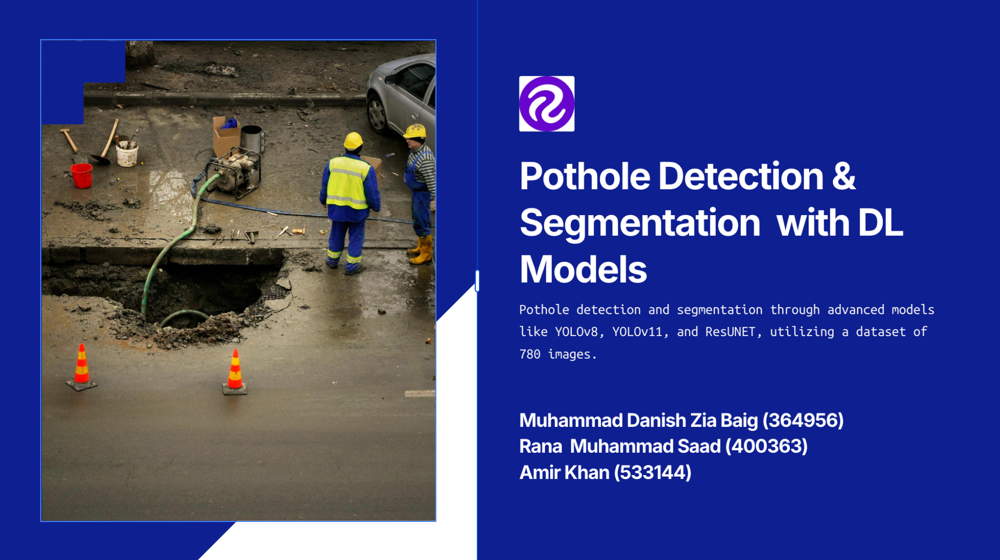 Pothole Detection &
Segmentation  with DL
Models
Pothole detection and segmentation through advanced models
like YOLOv8, YOLOv11, and ResUNET, utilizing a dataset of
780 images.
Muhammad Danish Zia Baig (364956)
Rana  Muhammad Saad (400363)
Amir Khan (533144)